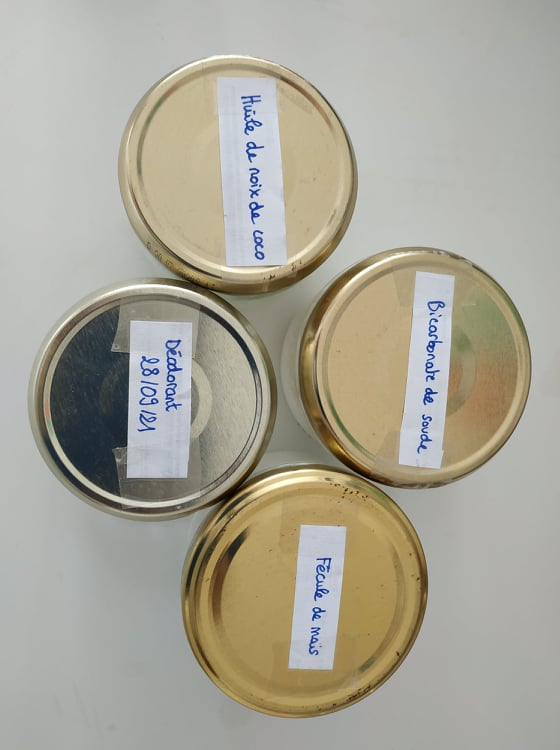 Huile de noix de coco
Bicarbonate de soude
Déodorant
28/09/21
Fécule de maïs